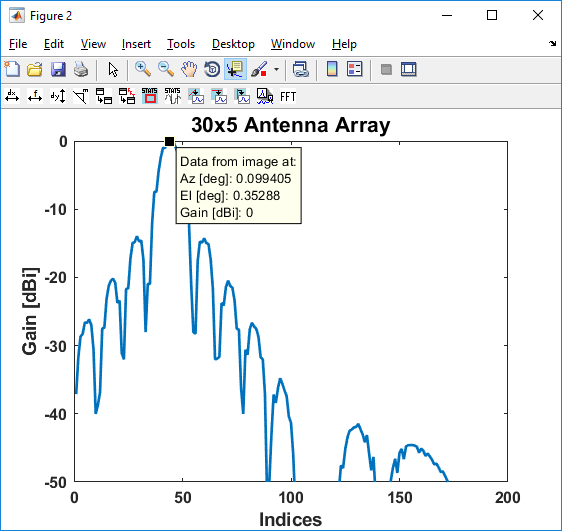 Figure 2
File Edit View Insert Tools Desktop Window Help
STATS STATS FFT
30x5 Antenna Array
Data from image at:
Az [deg]: 0.099405
El [deg]: 0.35288
Gain [dBi]: 0
0
-10
-20
-30
-40
-50
Gain [dBi]
0 50 100 150 200
Indices